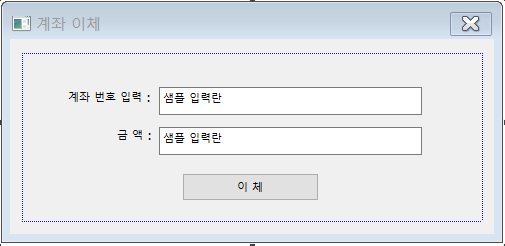 계좌 이체
계좌 번호 입력 : 샘플 입력란
금 액 : 샘플 입력란
이 체